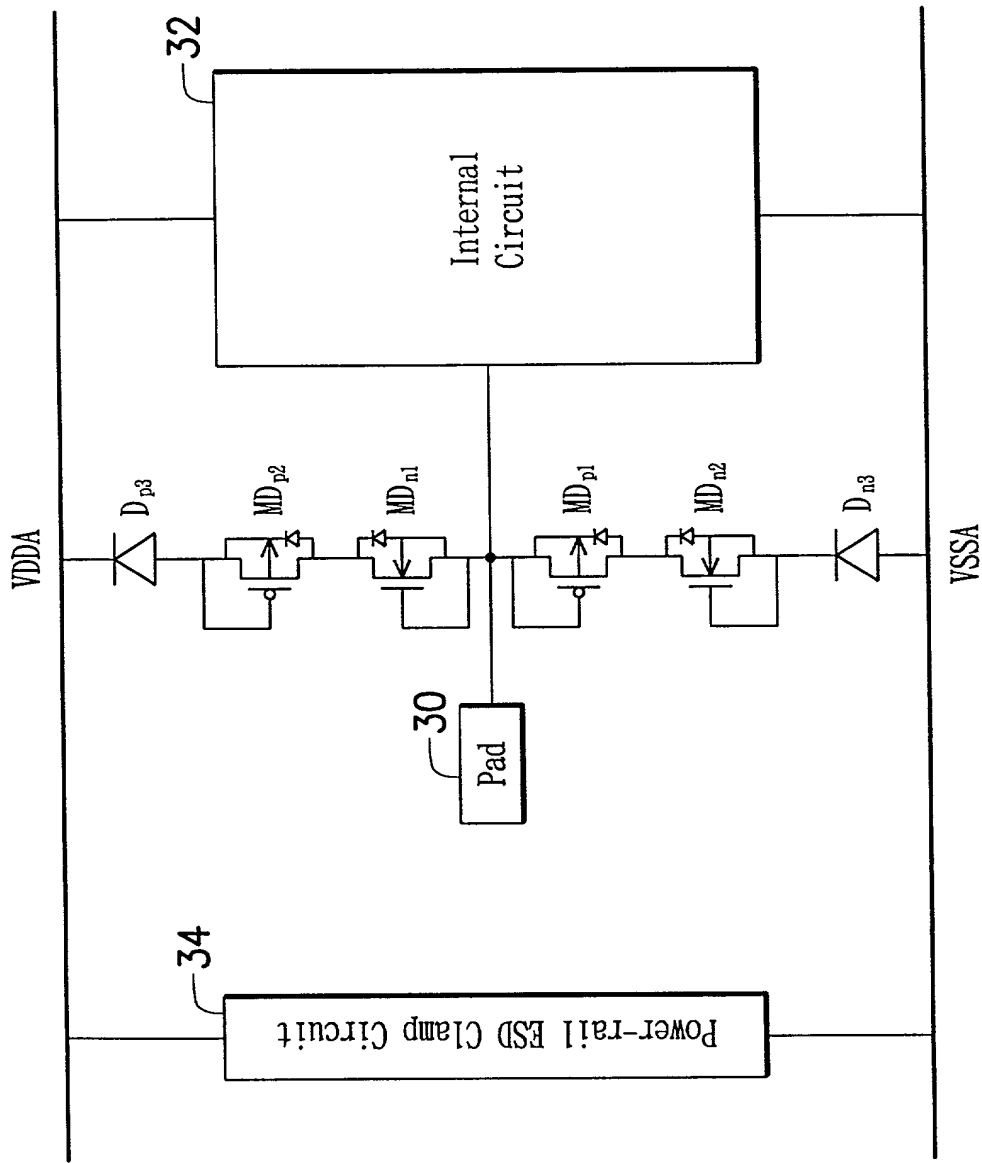 VDDA
32
Internal
Circuit
Dp3
MDp2
MDn1
MDp1
MDn2
Dn3
VSSA
30
Pad
34
Power-rail ESD Clamp Circuit